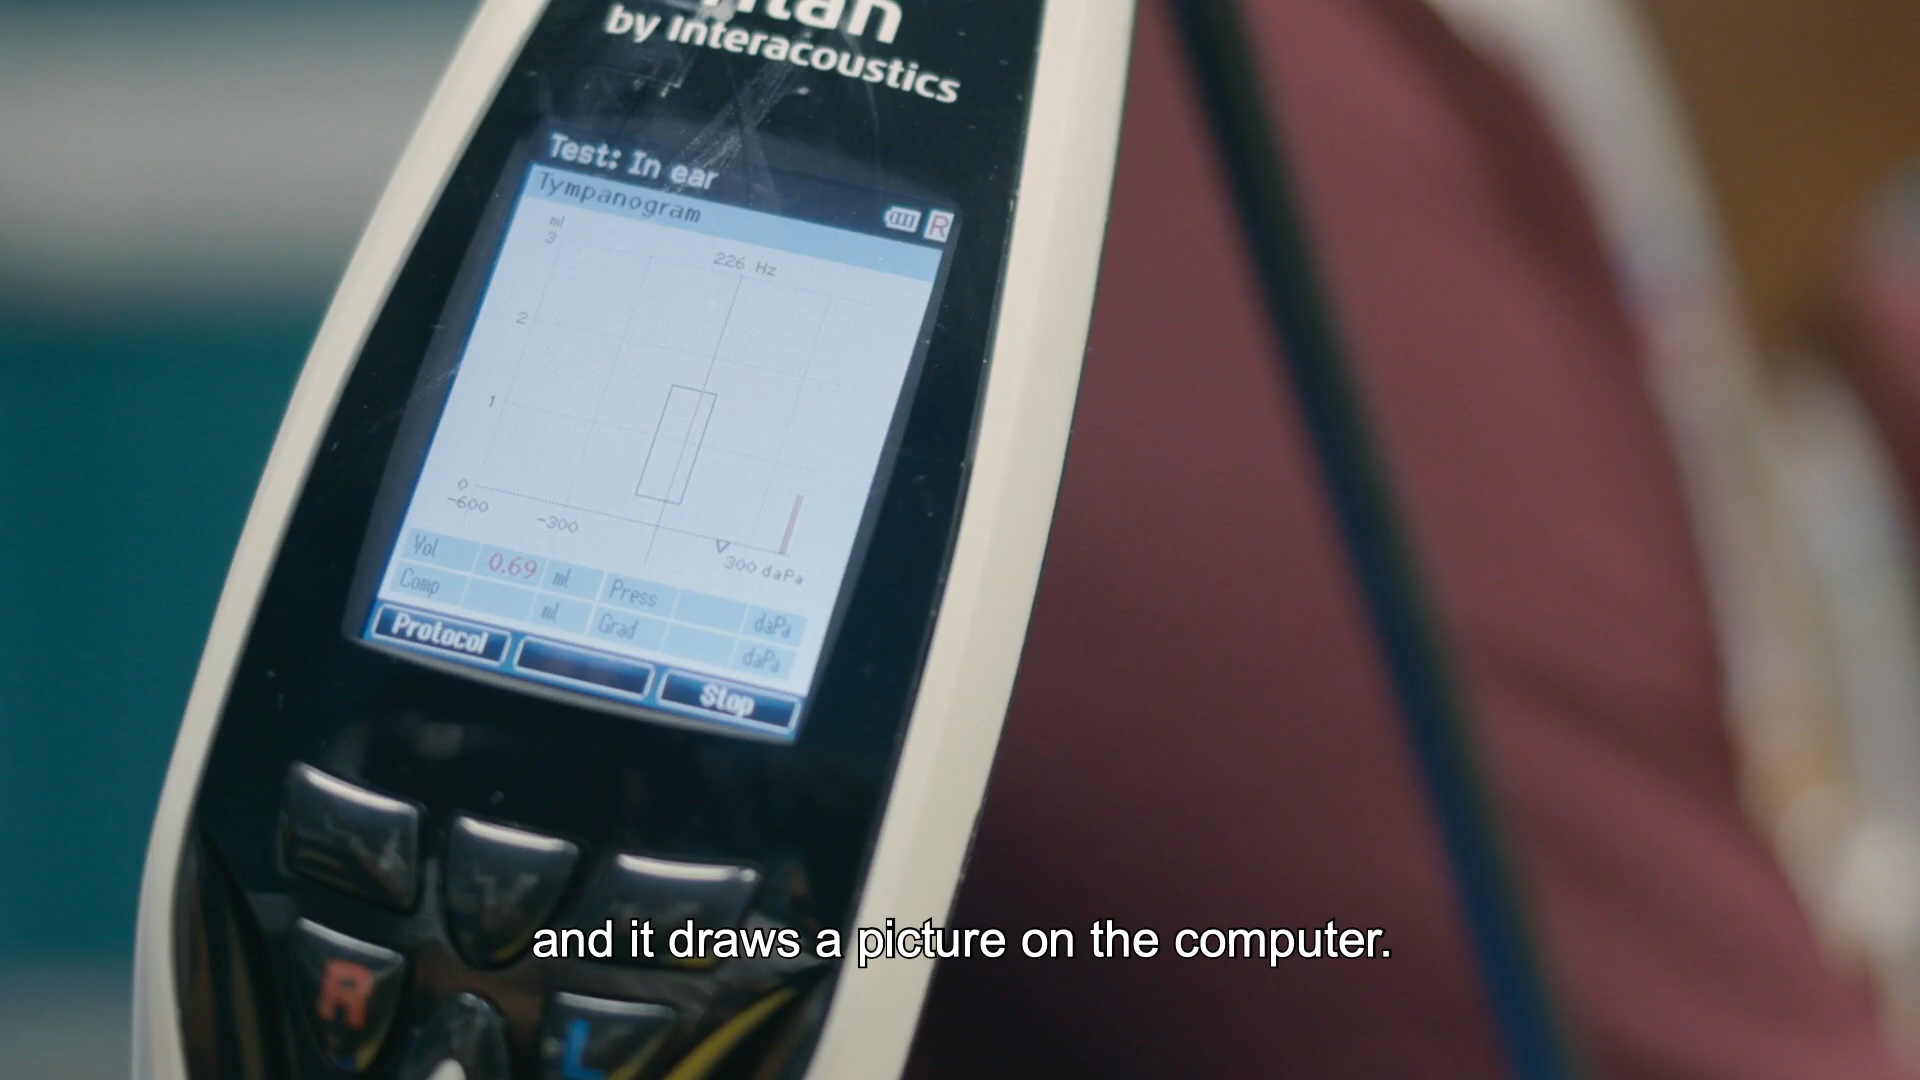 Titan
by Interacoustics
Test: In ear
R
Tympanogram
ml
3
226 Hz
2
1
0
-600
-300
300 daPa
Vol 0.69 ml Press daPa
Comp ml Grad daPa
Protocol
Stop
and it draws a picture on the computer.
R
L